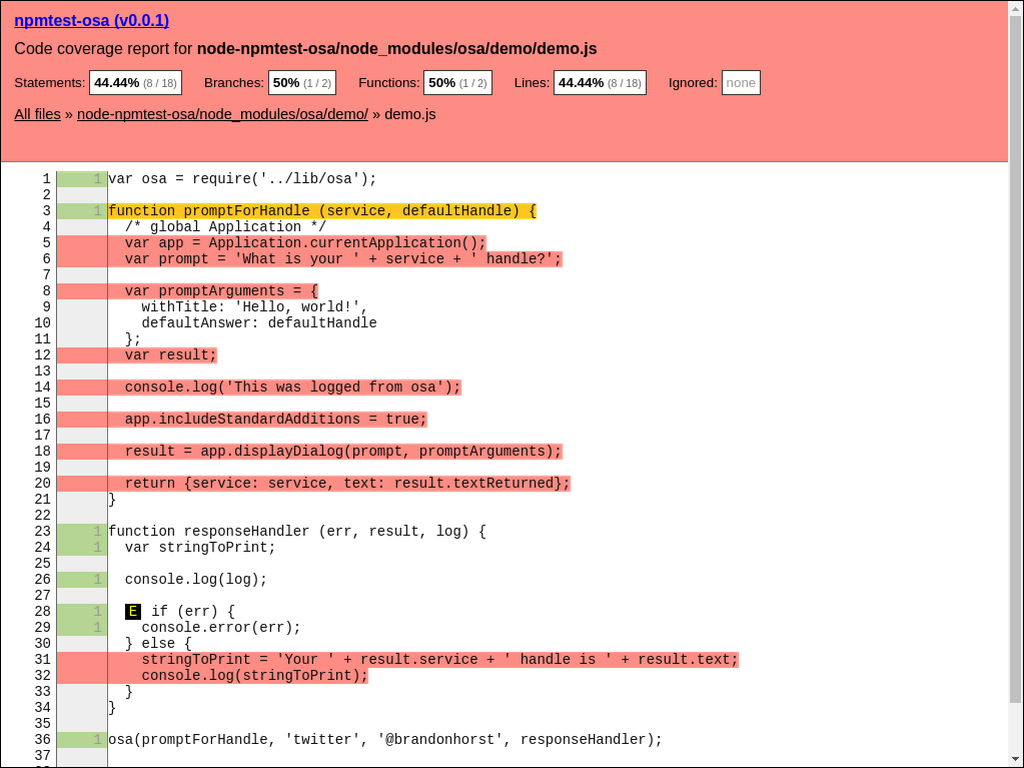 npmtest-osa (v0.0.1)
Code coverage report for node-npmtest-osa/node_modules/osa/demo/demo.js
Statements: 44.44% (8 / 18) Branches: 50% (1 / 2) Functions: 50% (1 / 2) Lines: 44.44% (8 / 18) Ignored: none
All files » node-npmtest-osa/node_modules/osa/demo/ » demo.js
1 1 var osa = require('../lib/osa');
2
3 1 function promptForHandle (service, defaultHandle) {
4   /* global Application */
5   var app = Application.currentApplication();
6   var prompt = 'What is your ' + service + ' handle?';
7
8   var promptArguments = {
9     withTitle: 'Hello, world!',
10     defaultAnswer: defaultHandle
11   };
12   var result;
13
14   console.log('This was logged from osa');
15
16   app.includeStandardAdditions = true;
17
18   result = app.displayDialog(prompt, promptArguments);
19
20   return {service: service, text: result.textReturned};
21 }
22
23 1 function responseHandler (err, result, log) {
24 1   var stringToPrint;
25
26 1   console.log(log);
27
28 1   E if (err) {
29 1     console.error(err);
30   } else {
31     stringToPrint = 'Your ' + result.service + ' handle is ' + result.text;
32     console.log(stringToPrint);
33   }
34 }
35
36 1 osa(promptForHandle, 'twitter', '@brandonhorst', responseHandler);
37